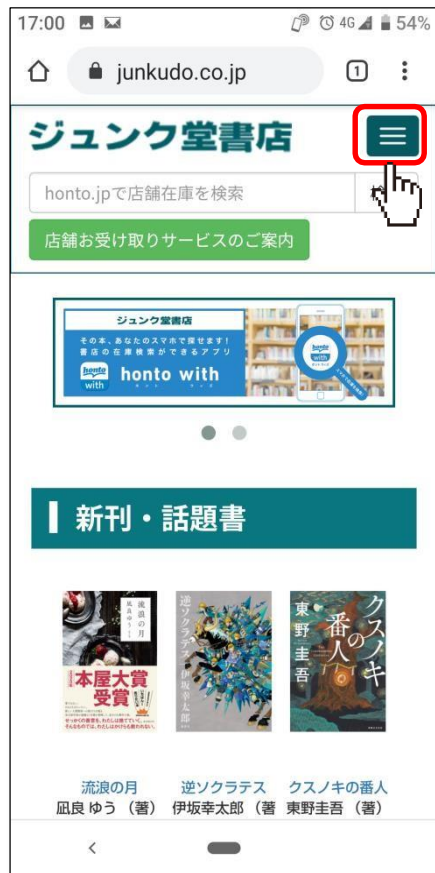 17:00 4G 54%
junkudo.co.jp 1
ジュンク堂書店
honto.jpで店舗在庫を検索
店舗お受け取りサービスのご案内
ジュンク堂書店
その本、あなたのスマホで探せます!
書店の在庫検索ができるアプリ
honto with
honto with
新刊・話題書
流浪の月
凪良ゆう
本屋大賞
受賞
逆ソクラテス
伊坂幸太郎
クスノキの番人
東野圭吾
流浪の月 逆ソクラテス クスノキの番人
凪良 ゆう (著) 伊坂幸太郎 (著 東野圭吾 (著)